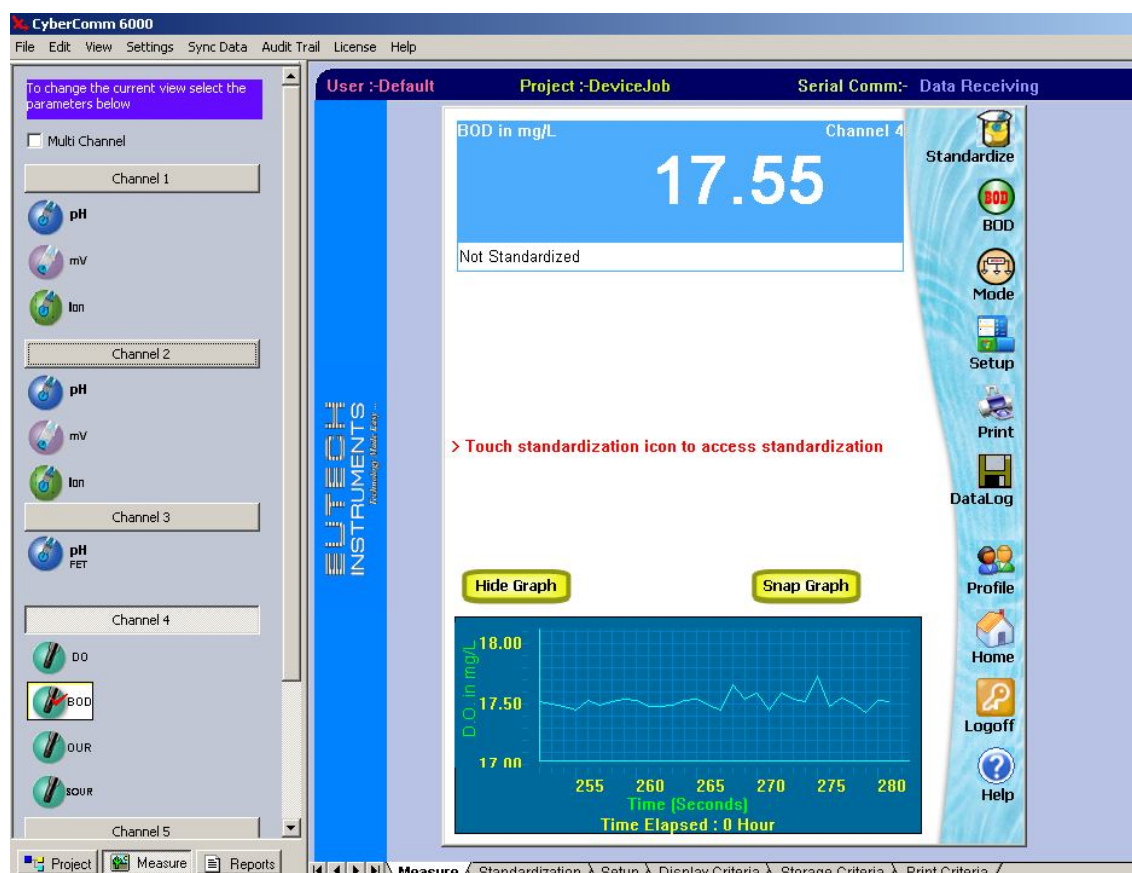 CyberComm 6000
File Edit View Settings Sync Data Audit Trail License Help
To change the current view select the
parameters below
Multi Channel
Channel 1
pH
mV
Ion
Channel 2
pH
mV
Ion
Channel 3
pH
FET
Channel 4
DO
BOD
OUR
SOUR
Channel 5
Project Measure Reports
User :-Default Project :-DeviceJob Serial Comm:- Data Receiving
EUTECH
INSTRUMENTS
Technology Made Easy ...
BOD in mg/L Channel 4
17.55
Not Standardized
> Touch standardization icon to access standardization
Hide Graph Snap Graph
D.O. in mg/L
18.00
17.50
17.00
255 260 265 270 275 280
Time (Seconds)
Time Elapsed : 0 Hour
Standardize
BOD
BOD
Mode
Setup
Print
DataLog
Profile
Home
Logoff
Help
Measure Standardization Setup Display Criteria Storage Criteria Print Criteria